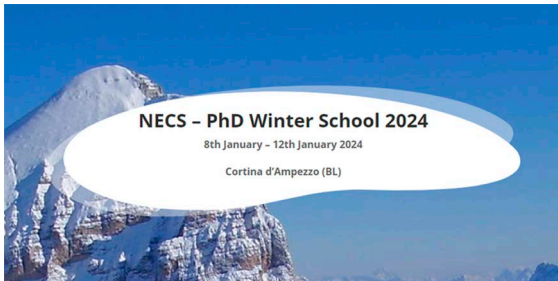 NECS – PhD Winter School 2024
8th January – 12th January 2024
Cortina d'Ampezzo (BL)